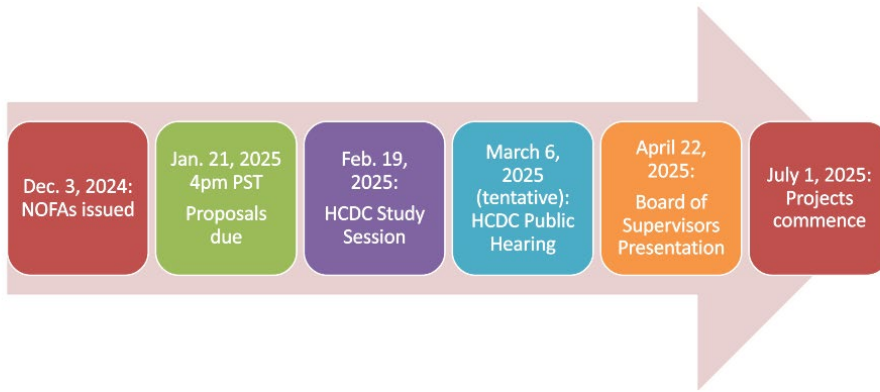 Dec. 3, 2024:
NOFAs issued
Jan. 21, 2025
4pm PST
Proposals
due
Feb. 19,
2025:
HCDC Study
Session
March 6,
2025
(tentative):
HCDC Public
Hearing
April 22,
2025:
Board of
Supervisors
Presentation
July 1, 2025:
Projects
commence